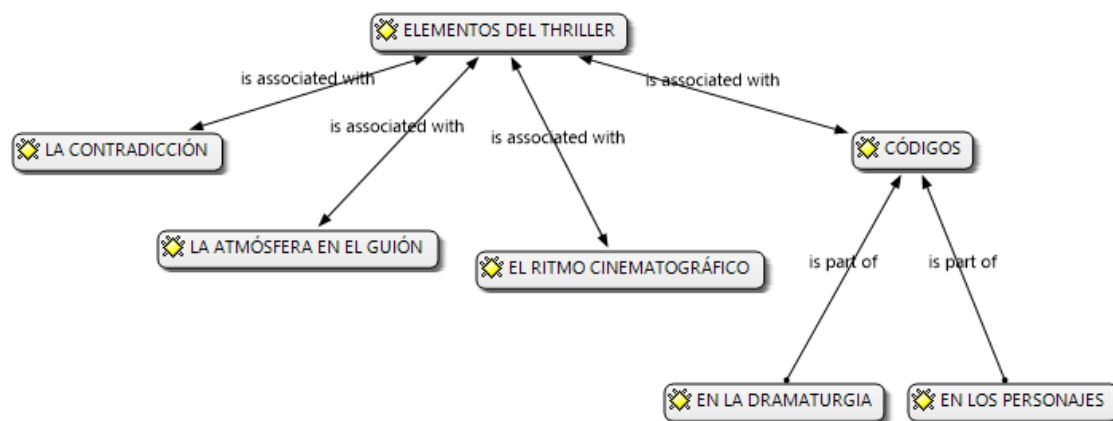 ELEMENTOS DEL THRILLER
is associated with
is associated with
is associated with
is associated with
LA CONTRADICCIÓN
CÓDIGOS
LA ATMÓSFERA EN EL GUIÓN
EL RITMO CINEMATOGRÁFICO
is part of
is part of
EN LA DRAMATURGIA
EN LOS PERSONAJES